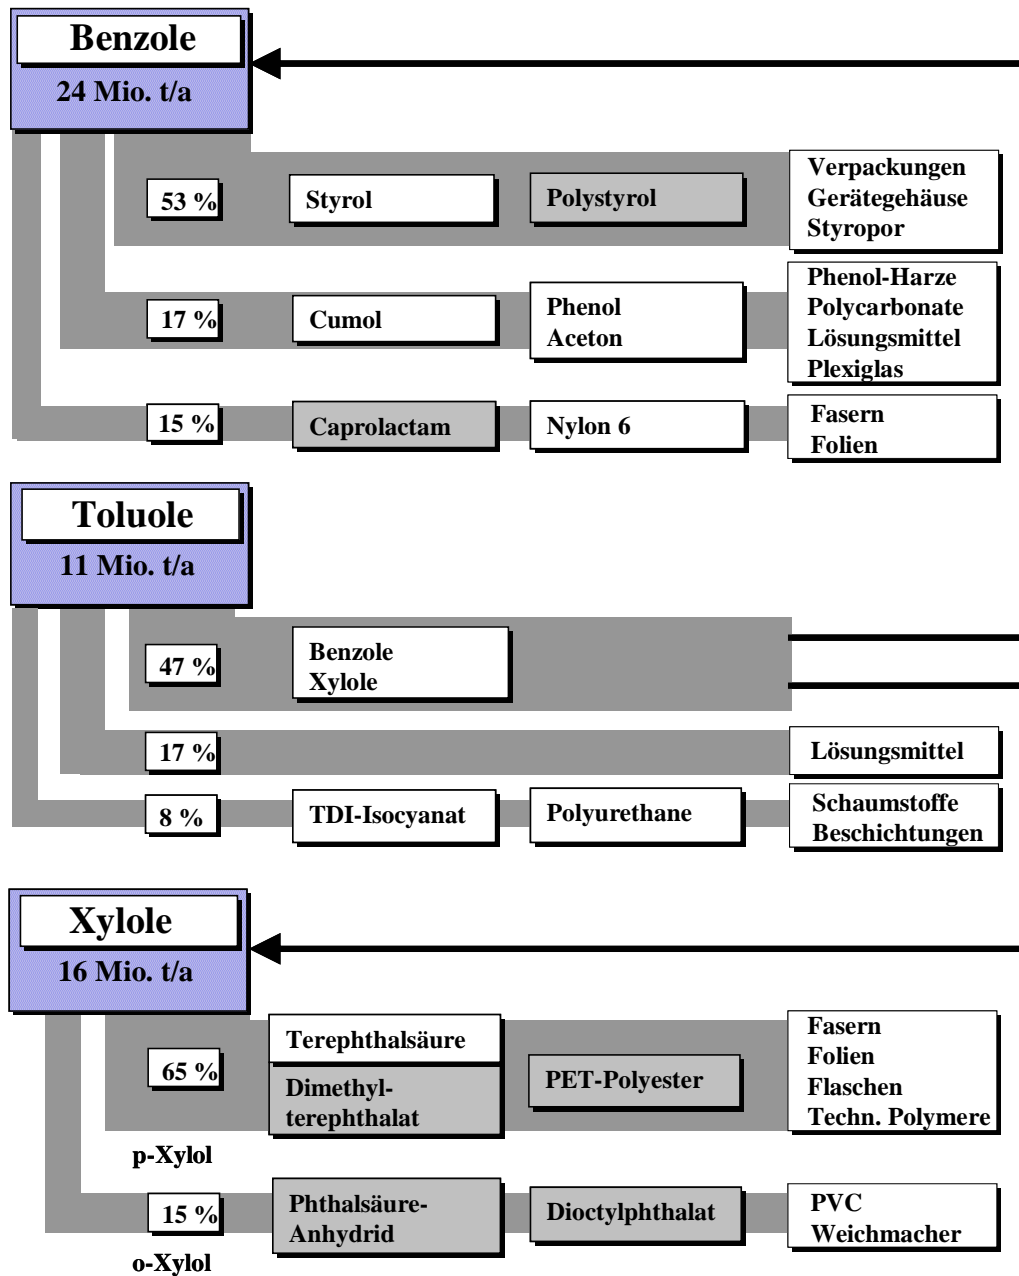 Benzole
24 Mio. t/a
53 %
Styrol
Polystyrol
Verpackungen
Gerätegehäuse
Styropor
17 %
Cumol
Phenol
Aceton
Phenol-Harze
Polycarbonate
Lösungsmittel
Plexiglas
15 %
Caprolactam
Nylon 6
Fasern
Folien
Toluole
11 Mio. t/a
47 %
Benzole
Xylole
17 %
Lösungsmittel
8 %
TDI-Isocyanat
Polyurethane
Schaumstoffe
Beschichtungen
Xylole
16 Mio. t/a
65 %
Terephthalsäure
Dimethyl-
terephthalat
PET-Polyester
Fasern
Folien
Flaschen
Techn. Polymere
p-Xylol
15 %
Phthalsäure-
Anhydrid
Dioctylphthalat
PVC
Weichmacher
o-Xylol